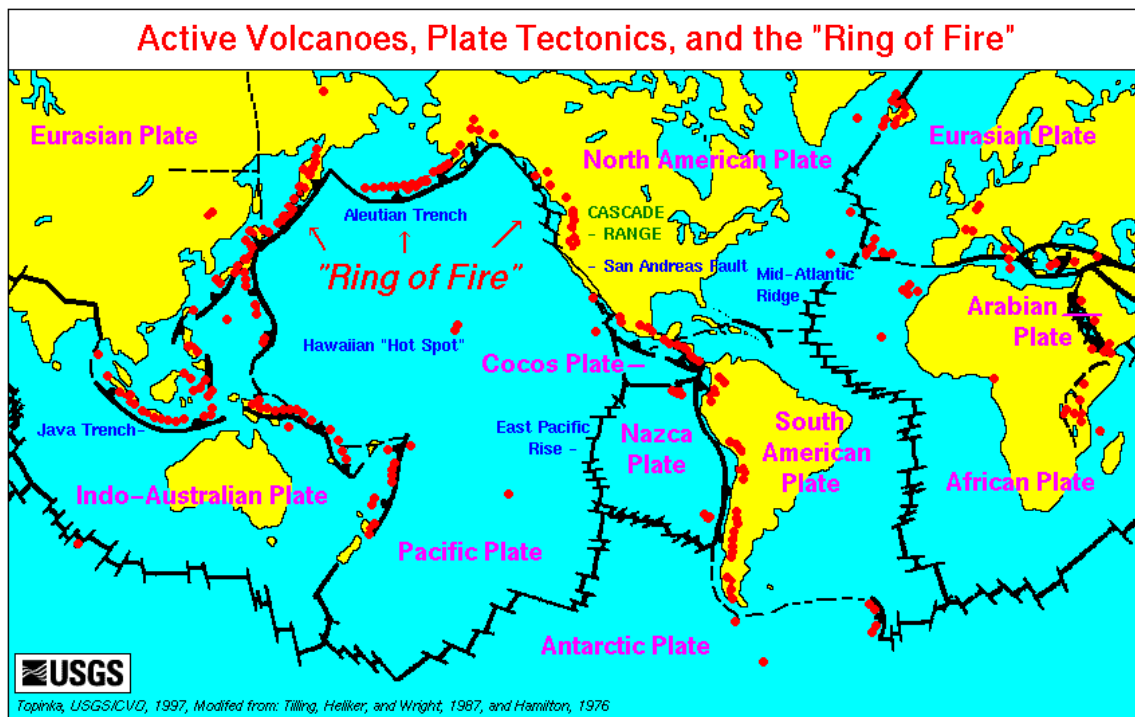 Active Volcanoes, Plate Tectonics, and the "Ring of Fire"
Eurasian Plate
North American Plate
Eurasian Plate
Aleutian Trench
CASCADE
- RANGE
"Ring of Fire"
- San Andreas Fault
Mid-Atlantic
Ridge
Arabian
Plate
Hawaiian "Hot Spot"
Cocos Plate
Java Trench-
East Pacific
Rise -
Nazca
Plate
South
American
Plate
Indo-Australian Plate
African Plate
Pacific Plate
Antarctic Plate
USGS
Topinka, USGS/CVO, 1997, Modifed from: Tilling, Heliker, and Wright, 1987, and Hamilton, 1976